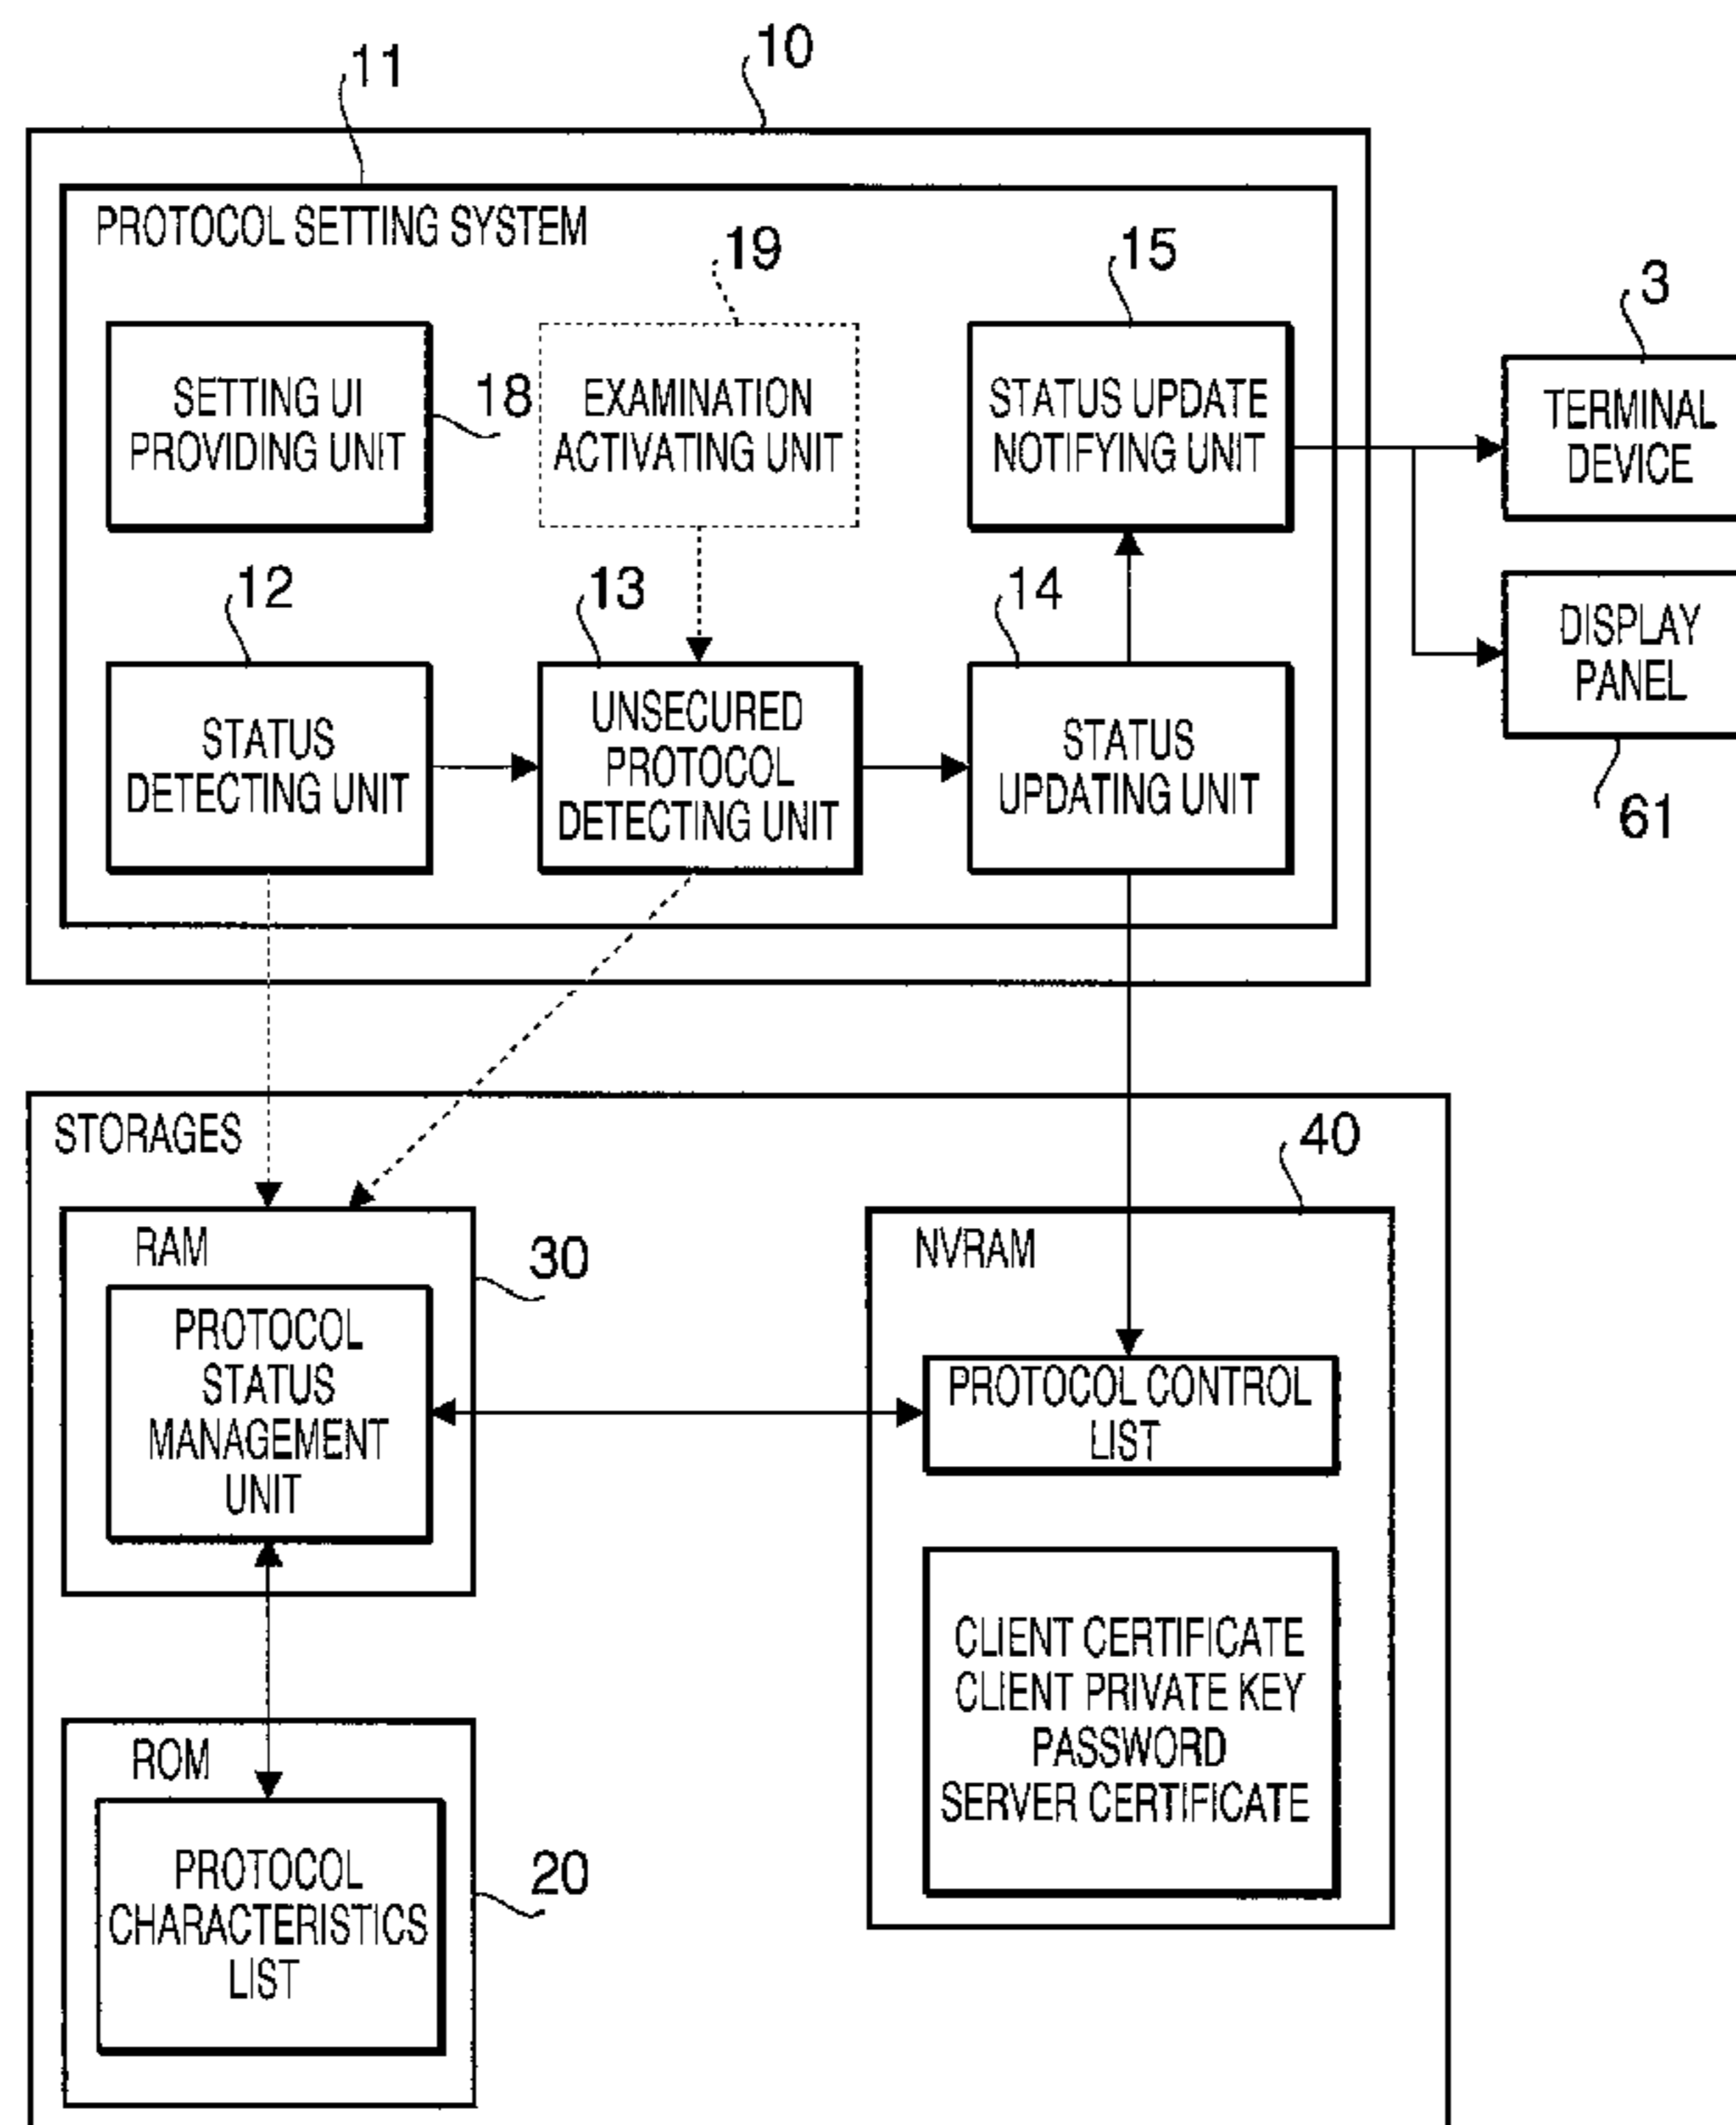 10
11
PROTOCOL SETTING SYSTEM
19
15
3
SETTING UI
PROVIDING UNIT
18
EXAMINATION
ACTIVATING UNIT
STATUS UPDATE
NOTIFYING UNIT
TERMINAL
DEVICE
12
13
14
DISPLAY
PANEL
61
STATUS
DETECTING UNIT
UNSECURED
PROTOCOL
DETECTING UNIT
STATUS
UPDATING UNIT
STORAGES
40
RAM
30
NVRAM
PROTOCOL
STATUS
MANAGEMENT
UNIT
PROTOCOL CONTROL
LIST
CLIENT CERTIFICATE
CLIENT PRIVATE KEY
PASSWORD
SERVER CERTIFICATE
ROM
20
PROTOCOL
CHARACTERISTICS
LIST